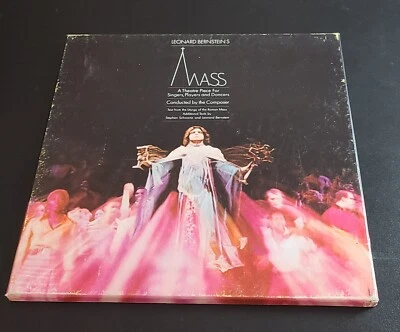 LEONARD BERNSTEIN'S
MASS
A Theatre Piece For
Singers, Players and Dancers
Conducted by the Composer
Text from the Liturgy of the Roman Mass
Additional Texts by
Stephen Schwartz and Leonard Bernstein